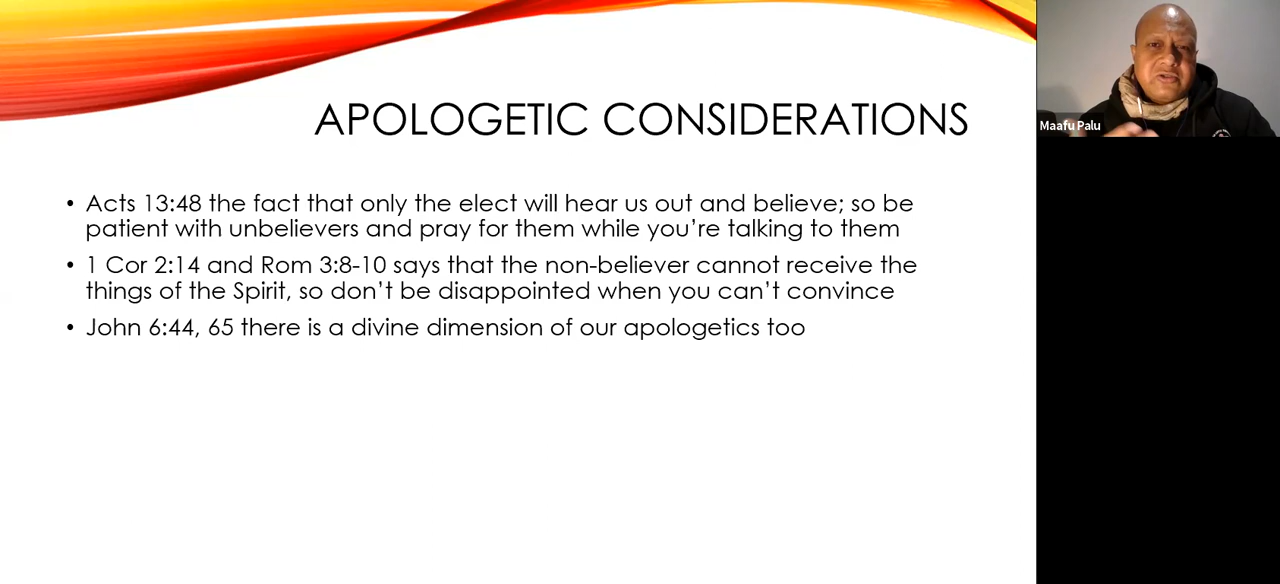 APOLOGETIC CONSIDERATIONS
• Acts 13:48 the fact that only the elect will hear us out and believe; so be
patient with unbelievers and pray for them while you’re talking to them
• 1 Cor 2:14 and Rom 3:8-10 says that the non-believer cannot receive the
things of the Spirit, so don’t be disappointed when you can’t convince
• John 6:44, 65 there is a divine dimension of our apologetics too
Maafu Palu